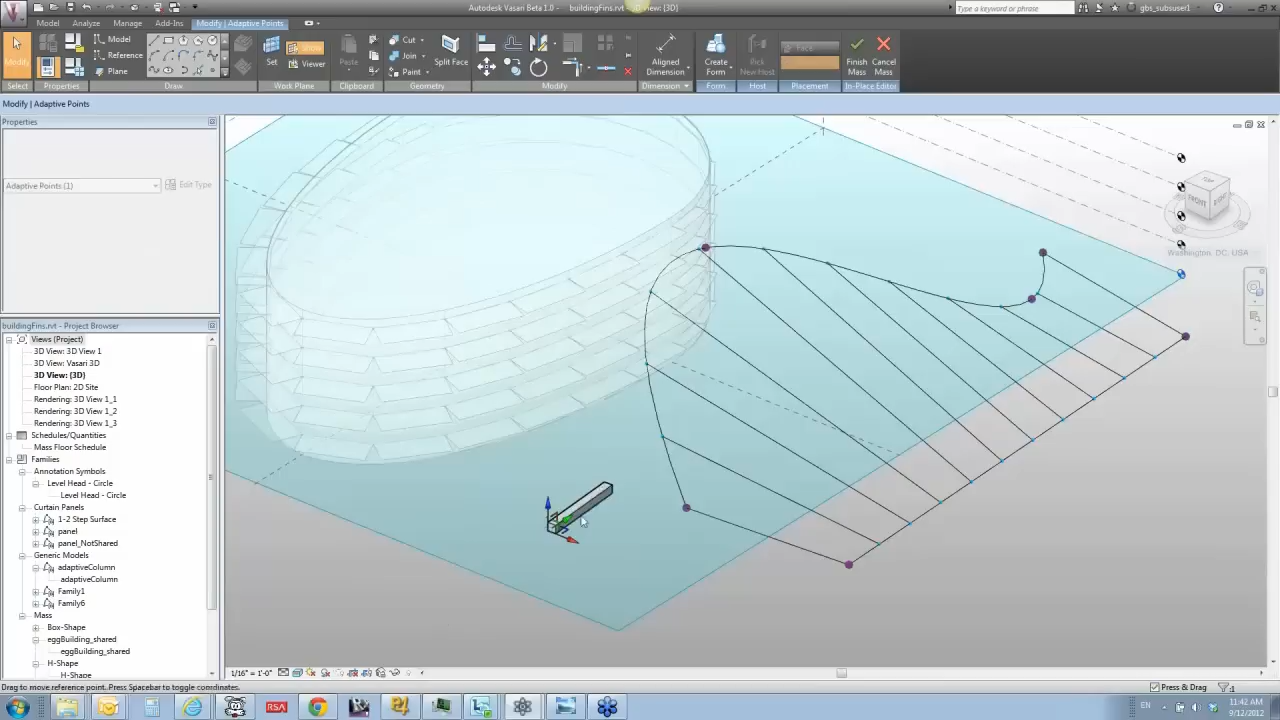 Autodesk Vasari Beta 1.0 - buildingFins.rvt - 3D View: {3D}
Type a keyword or phrase
gbs_subsuser1
Model
Analyze
Manage
Add-Ins
Modify | Adaptive Points
Model
Reference
Plane
Set
Show
Viewer
Paste
Cut
Join
Paint
Split Face
Aligned
Dimension
Create
Form
Pick
New Host
Face
Finish
Mass
Cancel
Mass
Modify
Select
Properties
Draw
Work Plane
Clipboard
Geometry
Modify
Dimension
Form
Host
Placement
In-Place Editor
Modify | Adaptive Points
Properties
Adaptive Points (1)
Edit Type
buildingFins.rvt - Project Browser
Views (Project)
3D View: 3D View 1
3D View: Vasari 3D
3D View: {3D}
Floor Plan: 2D Site
Rendering: 3D View 1_1
Rendering: 3D View 1_2
Rendering: 3D View 1_3
Schedules/Quantities
Mass Floor Schedule
Families
Annotation Symbols
Level Head - Circle
Level Head - Circle
Curtain Panels
1-2 Step Surface
panel
panel_NotShared
Generic Models
adaptiveColumn
adaptiveColumn
Family1
Family6
Mass
Box-Shape
eggBuilding_shared
eggBuilding_shared
H-Shape
H-Shape
TOP
FRONT
RIGHT
Washington, DC, USA
1/16" = 1'-0"
Drag to move reference point. Press Spacebar to toggle coordinates.
Press & Drag
:1
RSA
EN
11:42 AM
9/12/2012